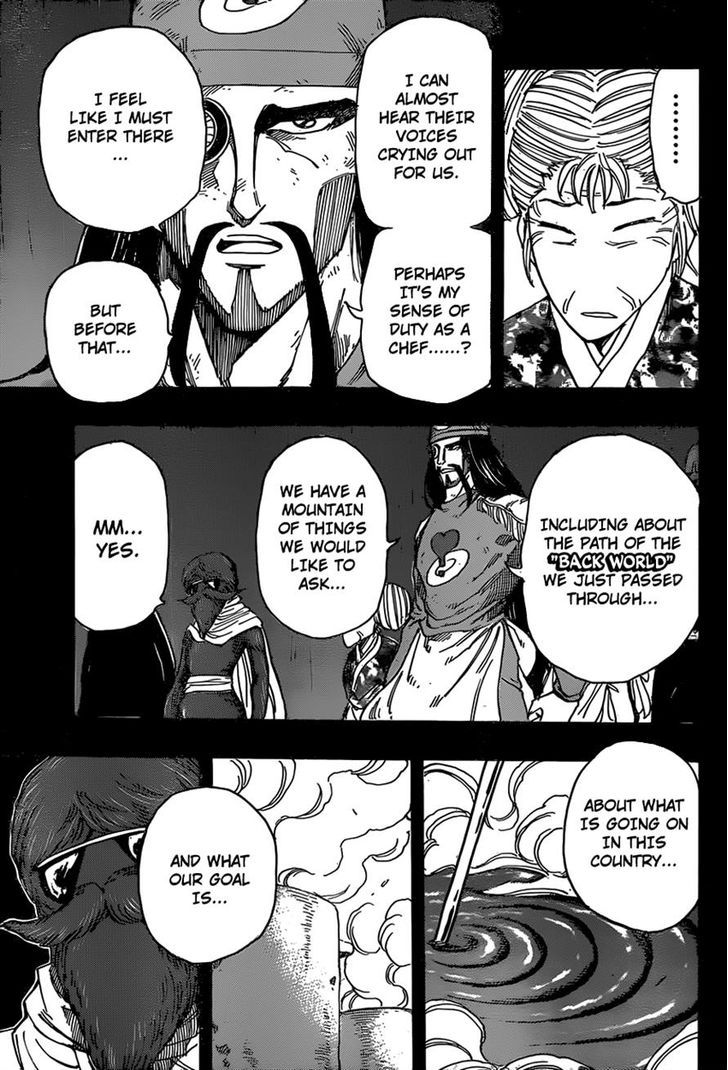 .........
I CAN
ALMOST
HEAR THEIR
VOICES
CRYING OUT
FOR US.
PERHAPS
IT'S MY
SENSE OF
DUTY AS A
CHEF......?
I FEEL
LIKE I MUST
ENTER THERE
...
BUT
BEFORE
THAT...
INCLUDING ABOUT
THE PATH OF THE
"BACK WORLD"
WE JUST PASSED
THROUGH...
WE HAVE A
MOUNTAIN
OF THINGS
WE WOULD
LIKE TO
ASK...
MM...
YES.
ABOUT WHAT
IS GOING ON
IN THIS
COUNTRY...
AND WHAT
OUR GOAL
IS...